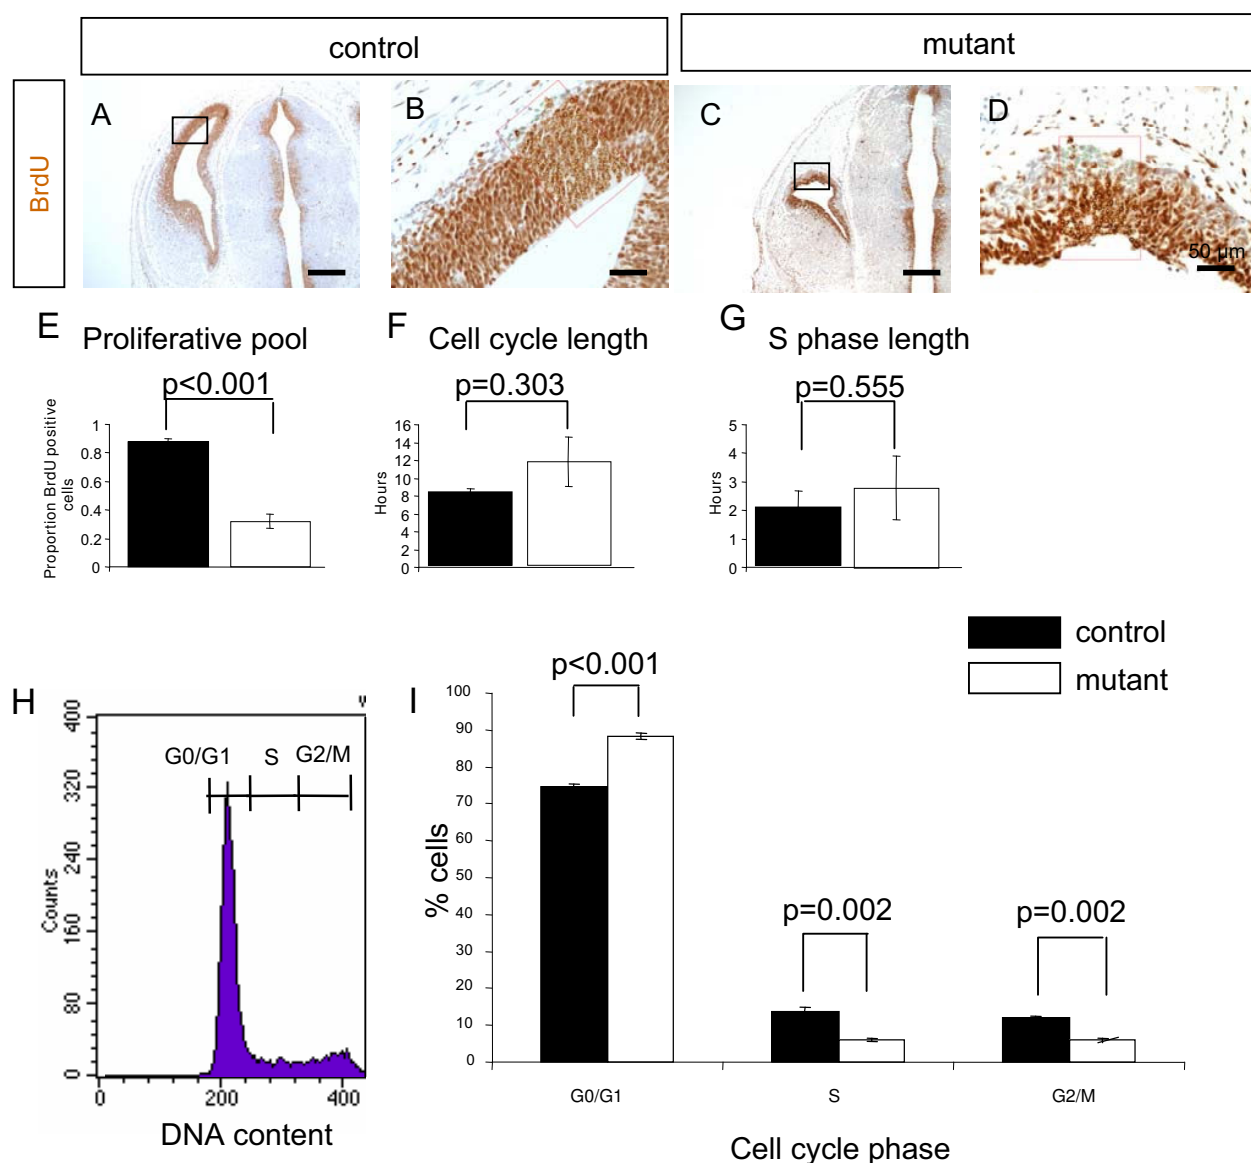 control
mutant
BrdU
A
B
C
D
50 µm
E
Proliferative pool
p<0.001
Proportion BrdU positive
cells
1
0.8
0.6
0.4
0.2
0
F
Cell cycle length
p=0.303
Hours
16
14
12
10
8
6
4
2
0
G
S phase length
p=0.555
Hours
5
4
3
2
1
0
control
mutant
H
G0/G1
S
G2/M
Counts
400
320
240
160
80
0
0
200
400
DNA content
I
p<0.001
p=0.002
p=0.002
% cells
100
90
80
70
60
50
40
30
20
10
0
G0/G1
S
G2/M
Cell cycle phase